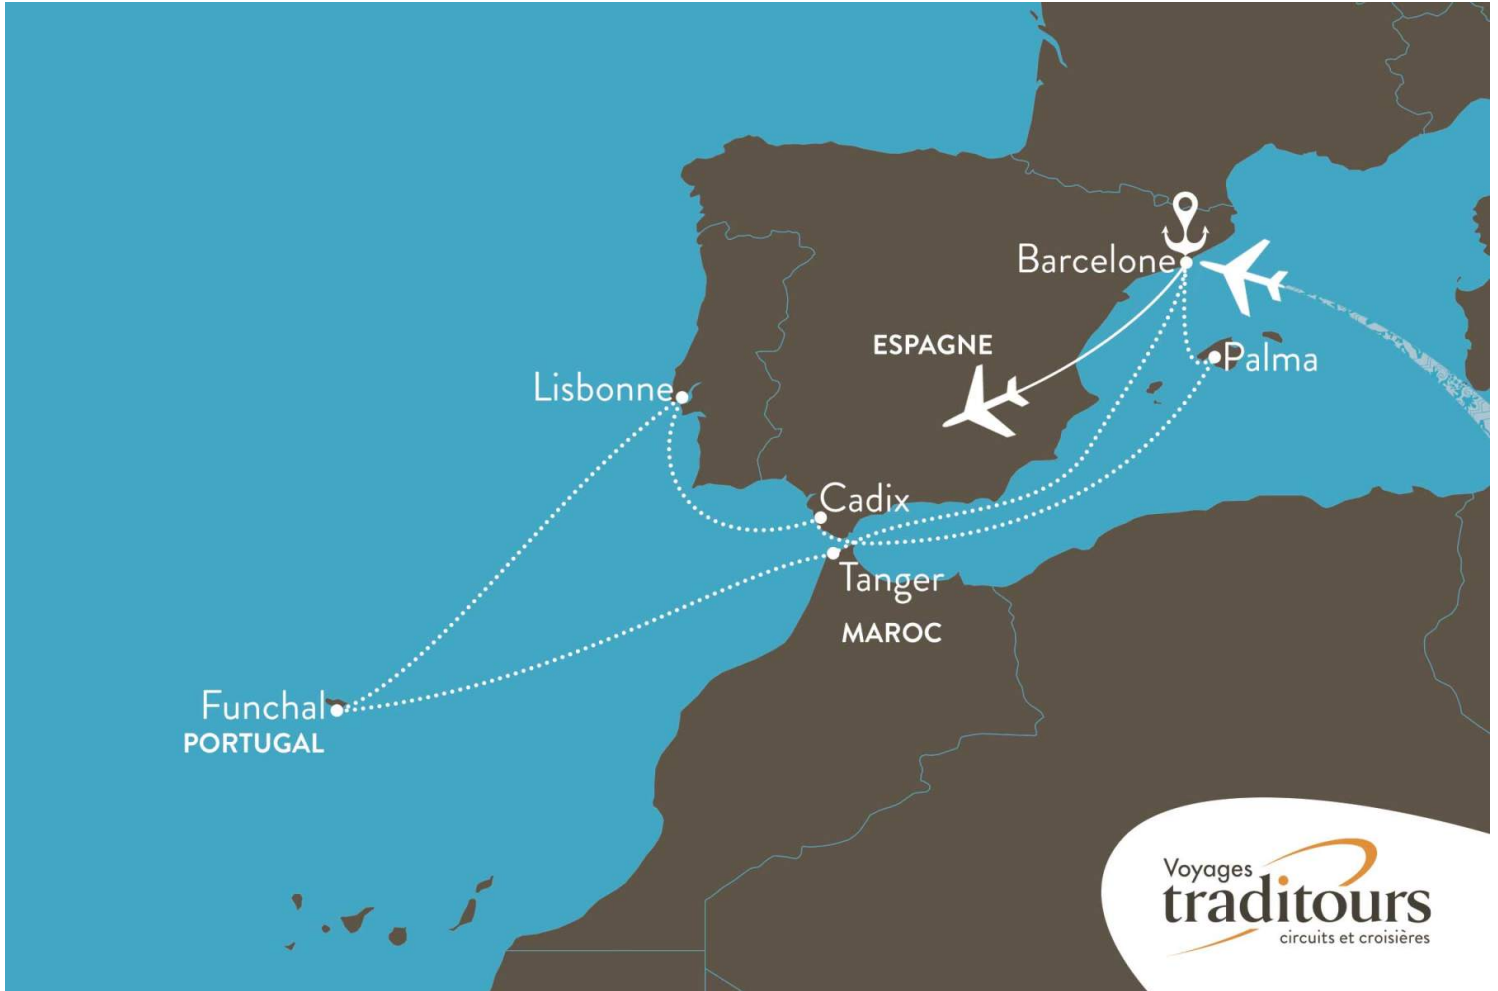 Barcelone
ESPAGNE
Palma
Lisbonne
Cadix
Tanger
MAROC
Funchal
PORTUGAL
Voyages
traditours
circuits et croisières